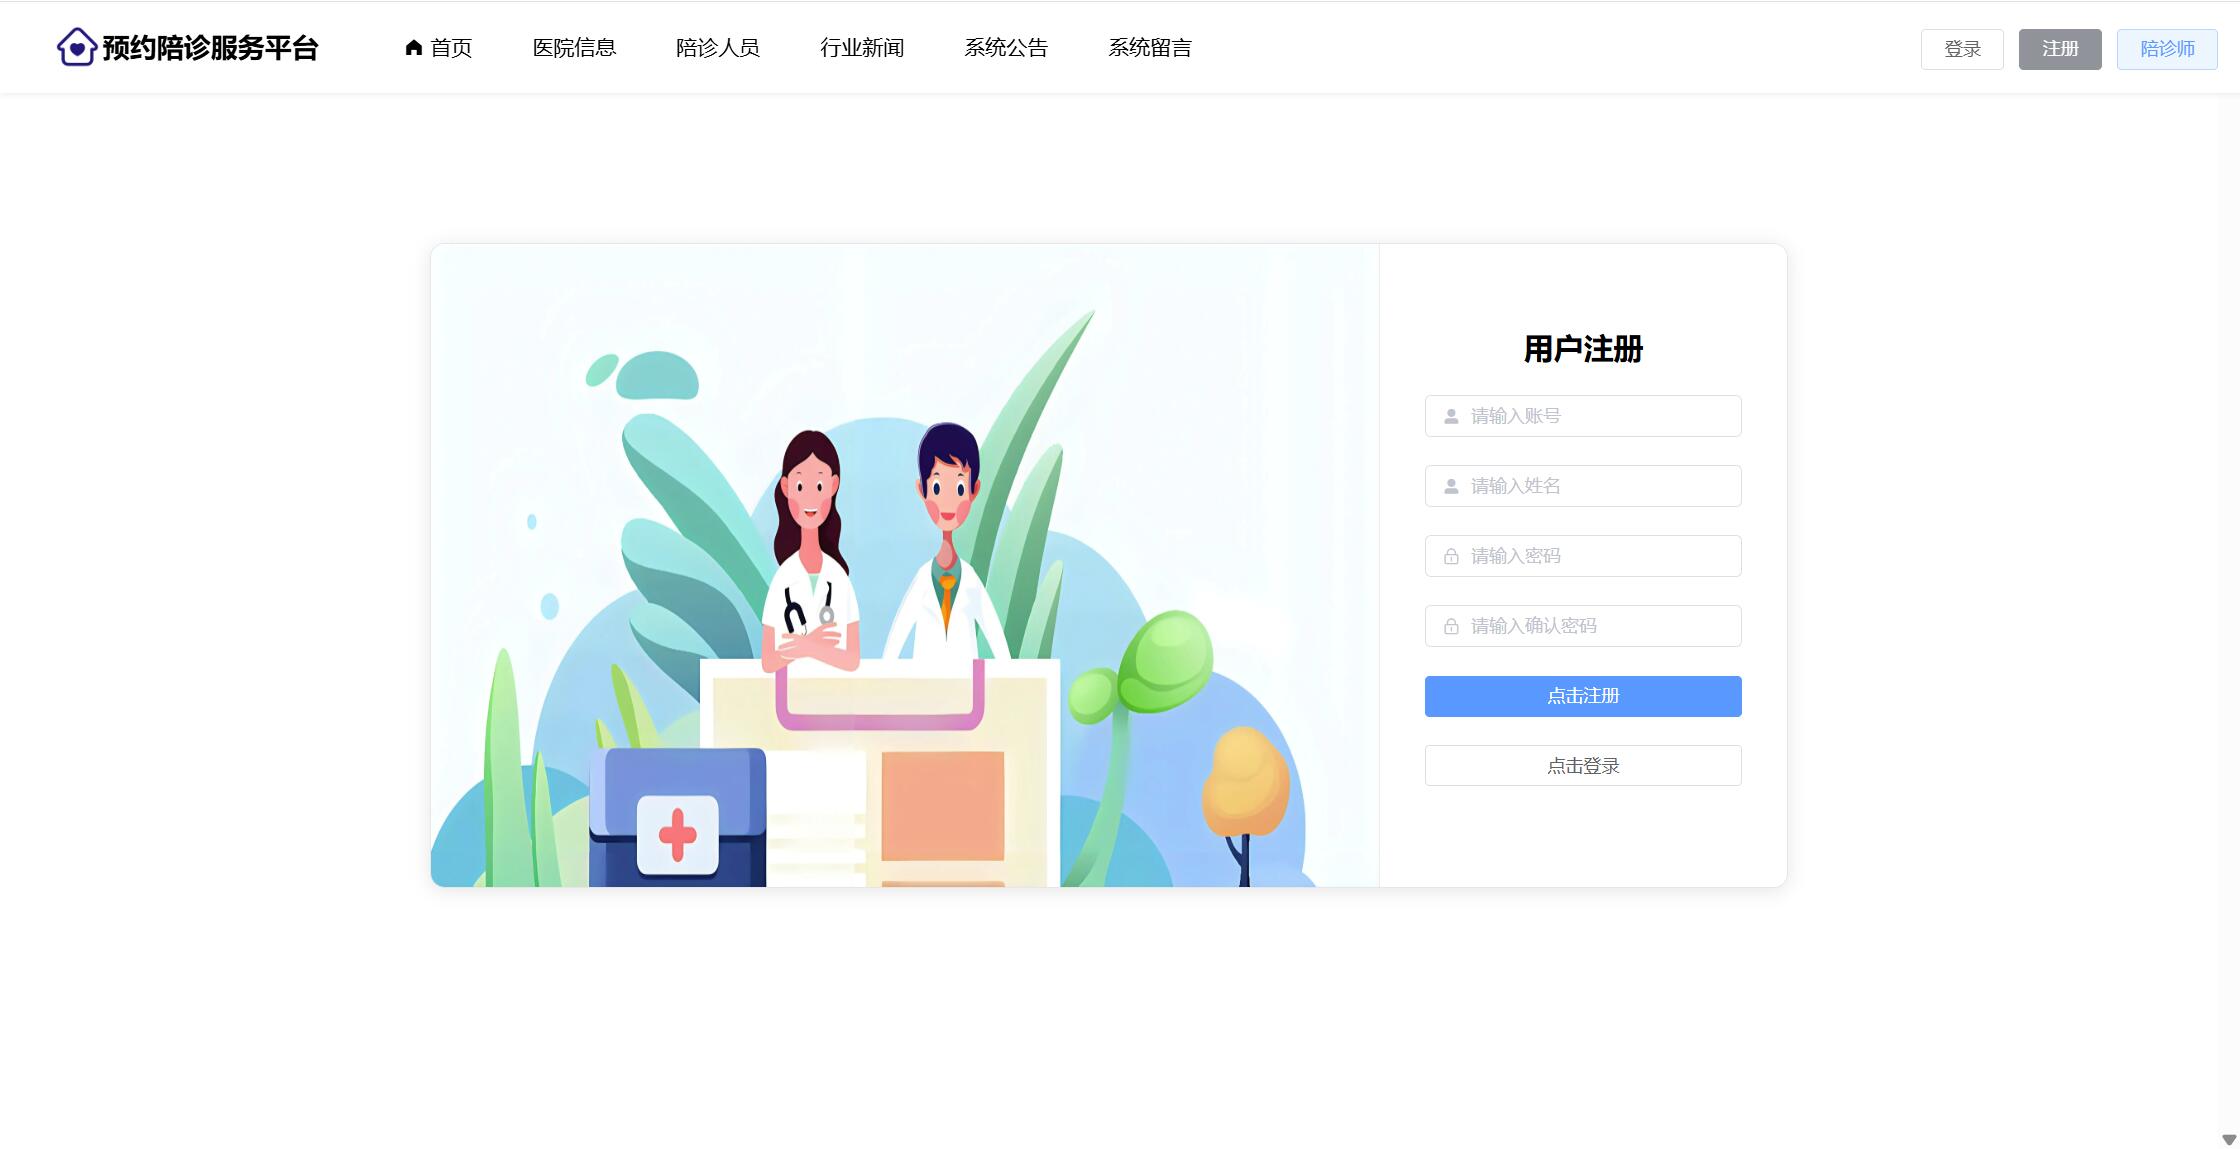 预约陪诊服务平台
首页 医院信息 陪诊人员 行业新闻 系统公告 系统留言
登录 注册 陪诊师
用户注册
请输入账号
请输入姓名
请输入密码
请输入确认密码
点击注册
点击登录